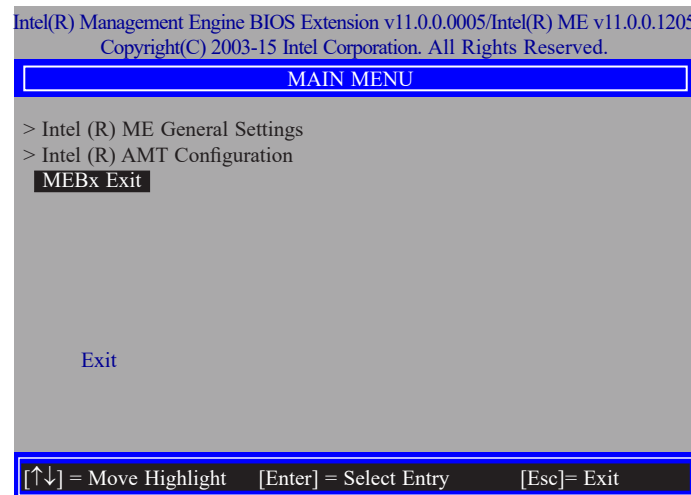 Intel(R) Management Engine BIOS Extension v11.0.0.0005/Intel(R) ME v11.0.0.1205
Copyright(C) 2003-15 Intel Corporation. All Rights Reserved.
MAIN MENU
> Intel (R) ME General Settings
> Intel (R) AMT Configuration
MEBx Exit
Exit
[↑↓] = Move Highlight [Enter] = Select Entry [Esc]= Exit